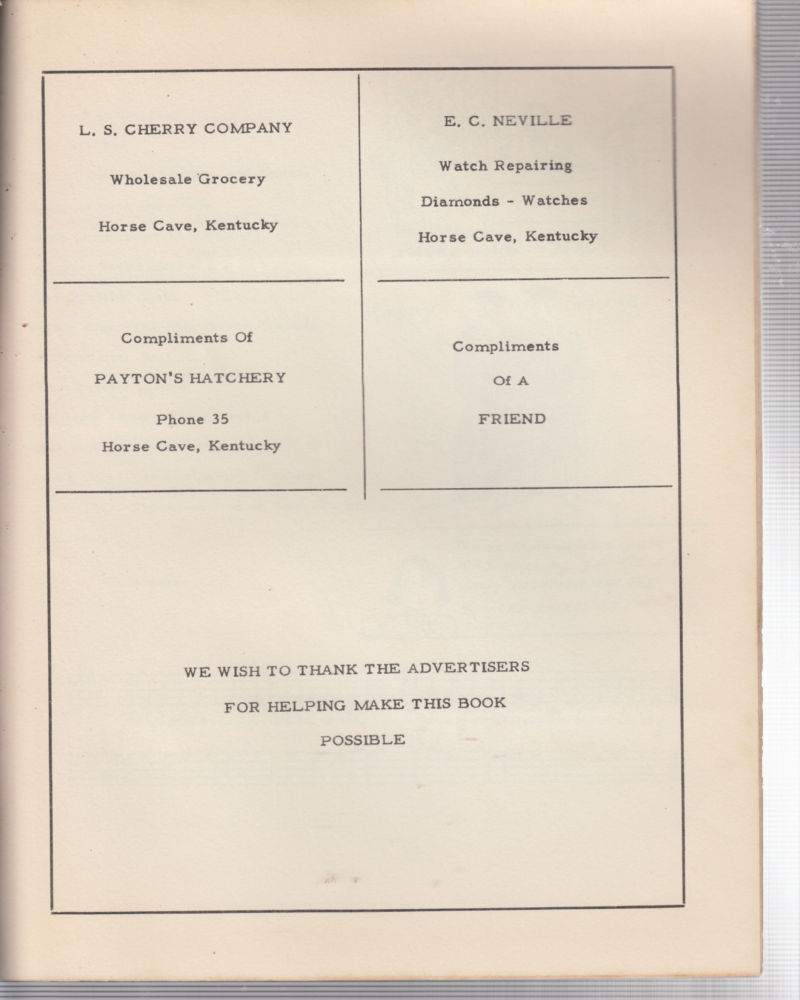 L. S. CHERRY COMPANY
Wholesale Grocery
Horse Cave, Kentucky
E. C. NEVILLE
Watch Repairing
Diamonds - Watches
Horse Cave, Kentucky
Compliments Of
PAYTON'S HATCHERY
Phone 35
Horse Cave, Kentucky
Compliments
Of A
FRIEND
WE WISH TO THANK THE ADVERTISERS
FOR HELPING MAKE THIS BOOK
POSSIBLE